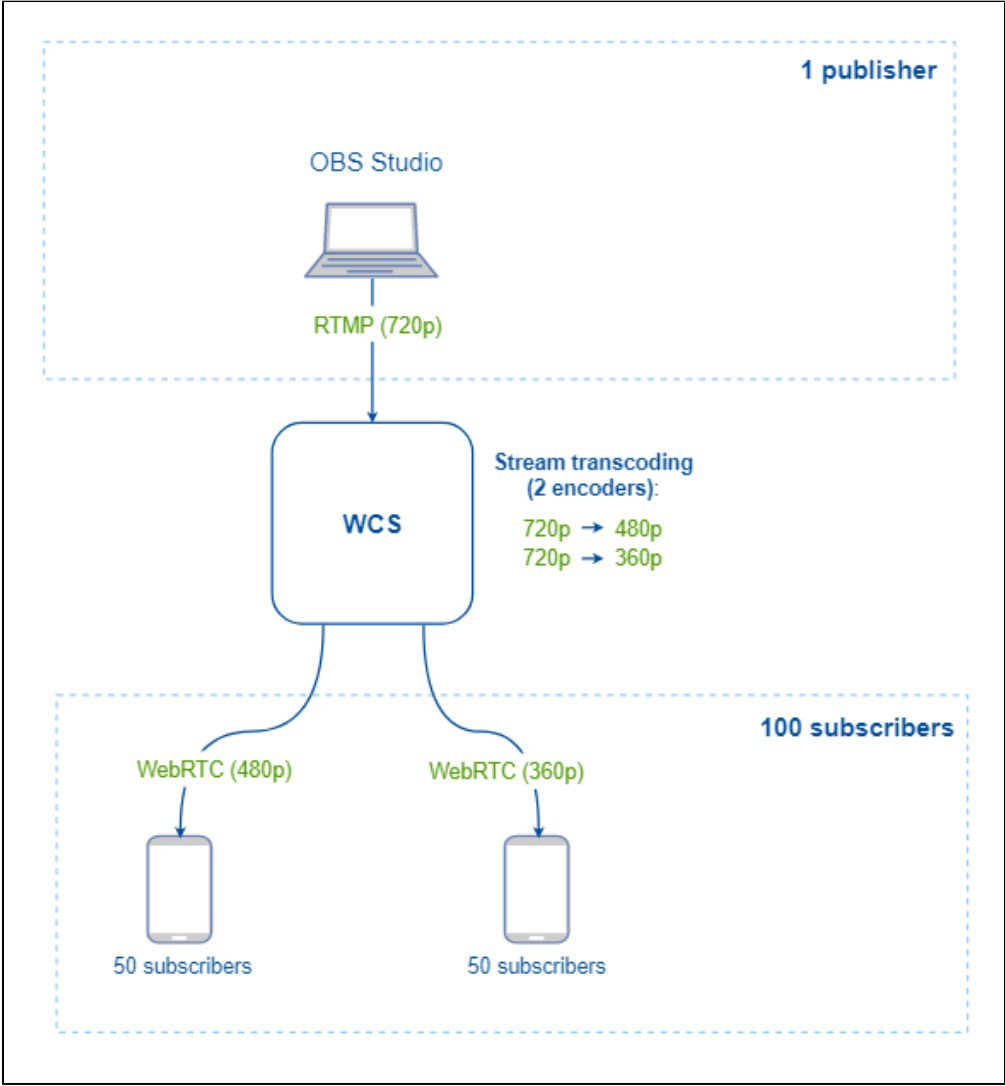 1 publisher
OBS Studio
RTMP (720p)
WCS
Stream transcoding
(2 encoders):
720p → 480p
720p → 360p
100 subscribers
WebRTC (480p)
WebRTC (360p)
50 subscribers
50 subscribers